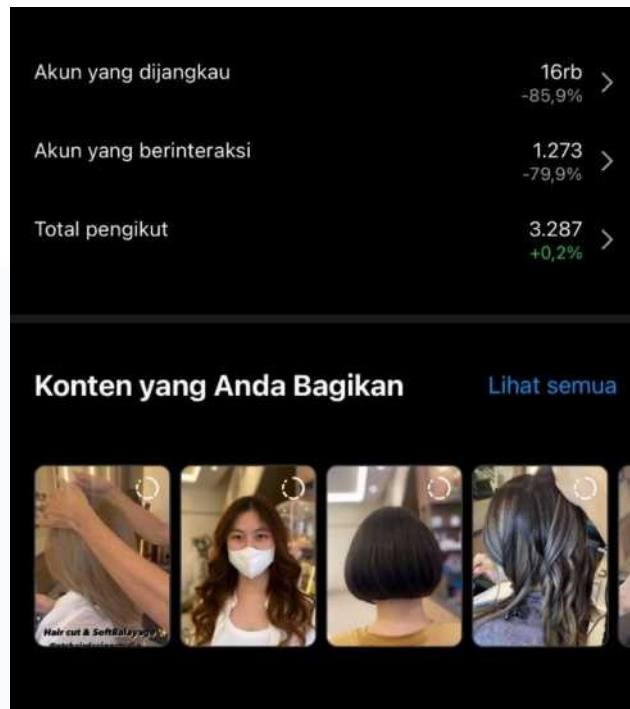 Akun yang dijangkau
16rb
-85,9%
Akun yang berinteraksi
1.273
-79,9%
Total pengikut
3.287
+0,2%
Konten yang Anda Bagikan
Lihat semua
Hair cut & SoftBalayage